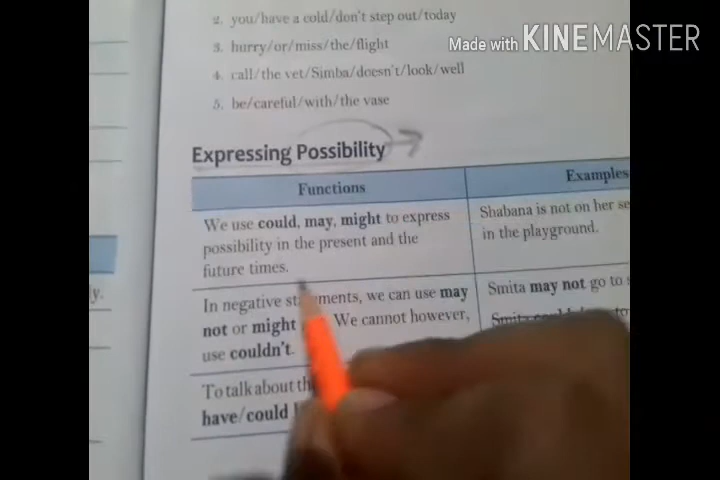 2. you/have a cold/don't step out/today
3. hurry/or/miss/the/flight
Made with KINEMASTER
4. call/the vet/Simba/doesn't/look/well
5. be/careful/with/the vase
Expressing Possibility
Functions
Examples
We use could, may, might to express
possibility in the present and the
future times.
Shabana is not on her
in the playground.
In negative statements, we can use may
not or might We cannot however,
use couldn't.
Smita may not go to
Smita
To talk about
have/could
y.